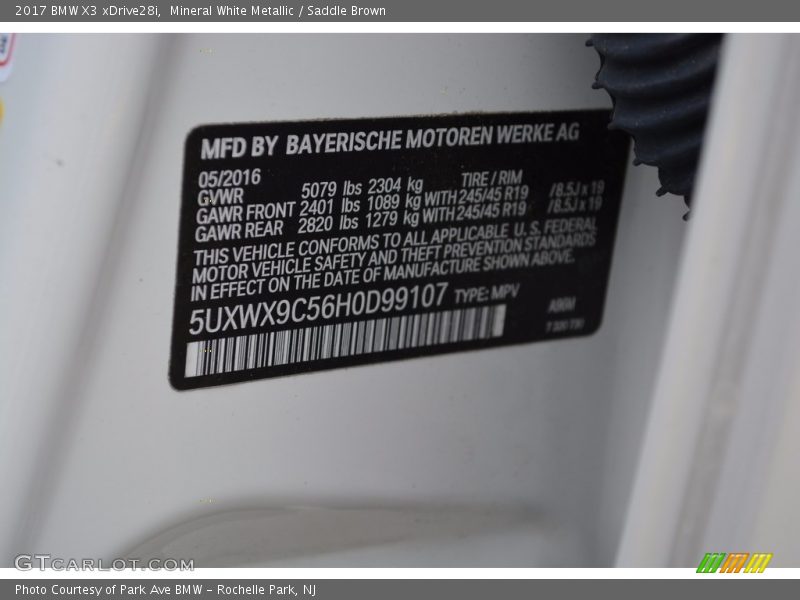 2017 BMW X3 xDrive28i, Mineral White Metallic / Saddle Brown
MFD BY BAYERISCHE MOTOREN WERKE AG
05/2016 TIRE / RIM
GVWR 5079 lbs 2304 kg
GAWR FRONT 2401 lbs 1089 kg WITH 245/45 R19 /8.5J x 19
GAWR REAR 2820 lbs 1279 kg WITH 245/45 R19 /8.5J x 19
THIS VEHICLE CONFORMS TO ALL APPLICABLE U. S. FEDERAL
MOTOR VEHICLE SAFETY AND THEFT PREVENTION STANDARDS
IN EFFECT ON THE DATE OF MANUFACTURE SHOWN ABOVE.
5UXWX9C56H0D99107 TYPE: MPV
GTCARLOT.COM
Photo Courtesy of Park Ave BMW - Rochelle Park, NJ